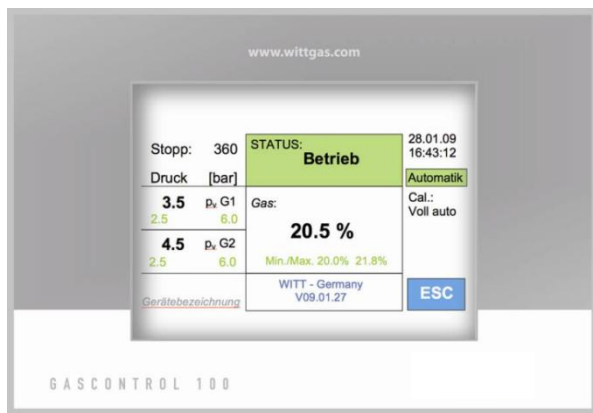 www.wittgas.com
Stopp: 360
Druck [bar]
3.5 pv G1
2.5 6.0
4.5 pv G2
2.5 6.0
Gerätebezeichnung
STATUS:
Betrieb
Gas:
20.5 %
Min./Max. 20.0% 21.8%
WITT - Germany
V09.01.27
28.01.09
16:43:12
Automatik
Cal.:
Voll auto
ESC
GASCONTROL 100